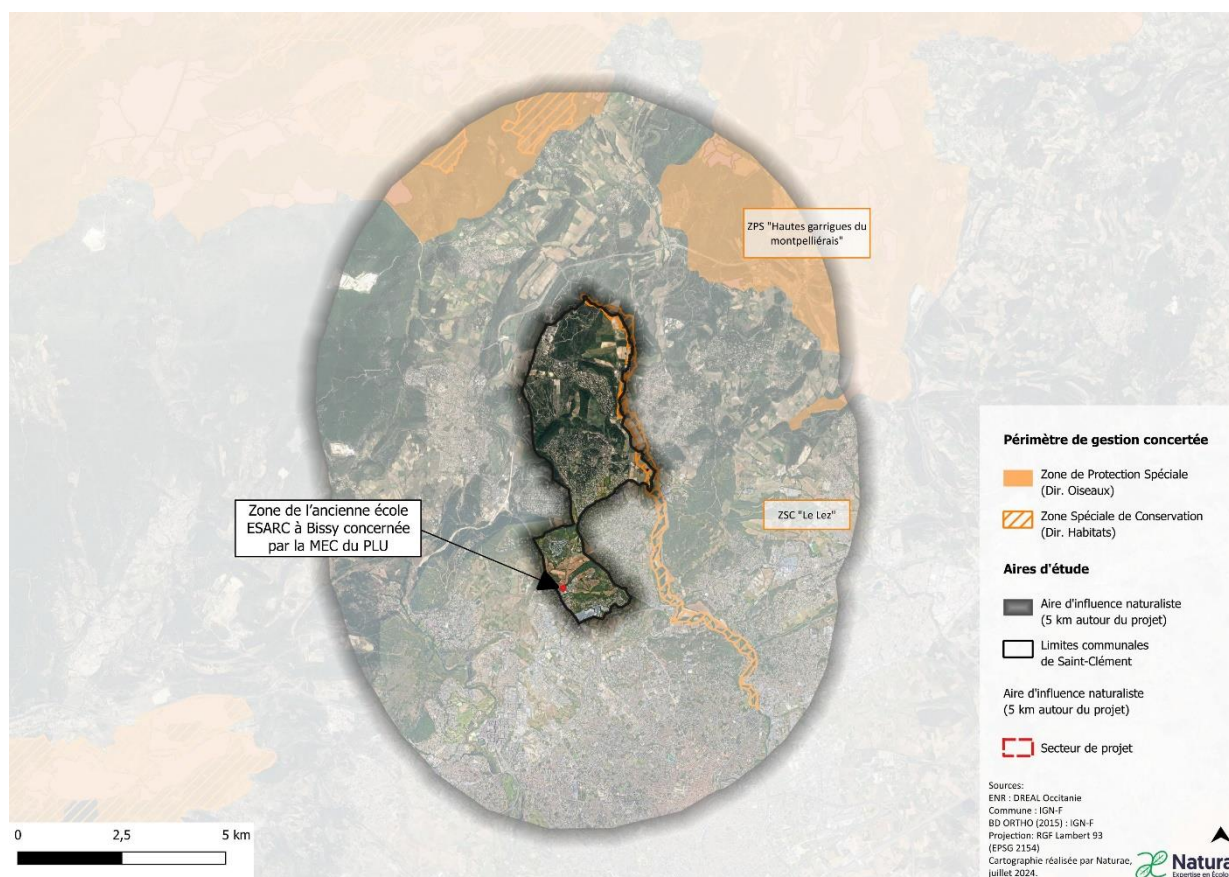 ZPS "Hautes garrigues du
montpelliérais"
Zone de l'ancienne école
ESARC à Bissy concernée
par la MEC du PLU
ZSC "Le Lez"
Périmètre de gestion concertée
Zone de Protection Spéciale
(Dir. Oiseaux)
Zone Spéciale de Conservation
(Dir. Habitats)
Aires d'étude
Aire d'influence naturaliste
(5 km autour du projet)
Limites communales
de Saint-Clément
Aire d'influence naturaliste
(5 km autour du projet)
Secteur de projet
Sources:
ENR : DREAL Occitanie
Commune : IGN-F
BD ORTHO (2015) : IGN-F
Projection: RGF Lambert 93
(EPSG 2154)
Cartographie réalisée par Naturae,
juillet 2024.
0 2,5 5 km
Natura
Expertise en Écolo